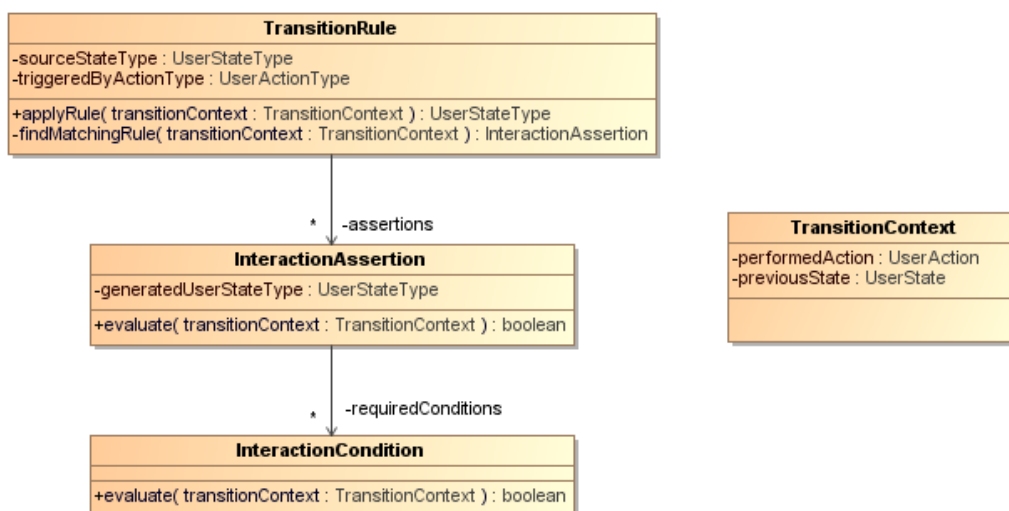 TransitionRule
-sourceStateType : UserStateType
-triggeredByActionType : UserActionType
+applyRule( transitionContext : TransitionContext ) : UserStateType
-findMatchingRule( transitionContext : TransitionContext ) : InteractionAssertion
* -assertions
InteractionAssertion
-generatedUserStateType : UserStateType
+evaluate( transitionContext : TransitionContext ) : boolean
* -requiredConditions
InteractionCondition
+evaluate( transitionContext : TransitionContext ) : boolean
TransitionContext
-performedAction : UserAction
-previousState : UserState